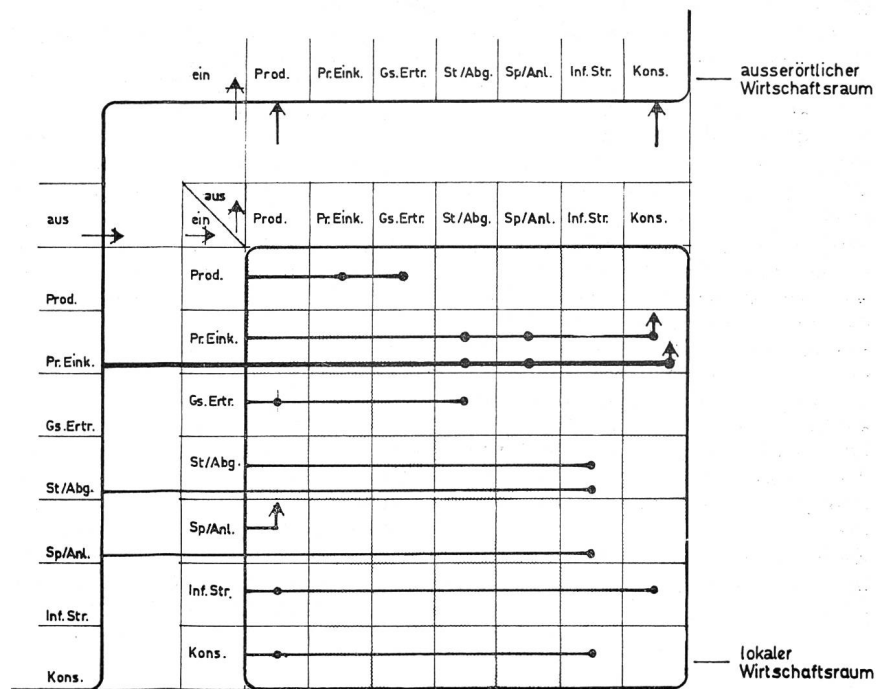 ein Prod. Pr.Eink. Gs.Ertr. St/Abg. Sp/Anl. Inf.Str. Kons.
ausserörtlicher
Wirtschaftsraum
aus
aus ein Prod. Pr.Eink. Gs.Ertr. St/Abg. Sp/Anl. Inf.Str. Kons.
Prod.
Prod.
Pr.Eink.
Pr.Eink.
Gs.Ertr.
Gs.Ertr.
St/Abg.
St/Abg.
Sp/Anl.
Sp/Anl.
Inf.Str.
Inf.Str.
Kons.
Kons.
lokaler
Wirtschaftsraum